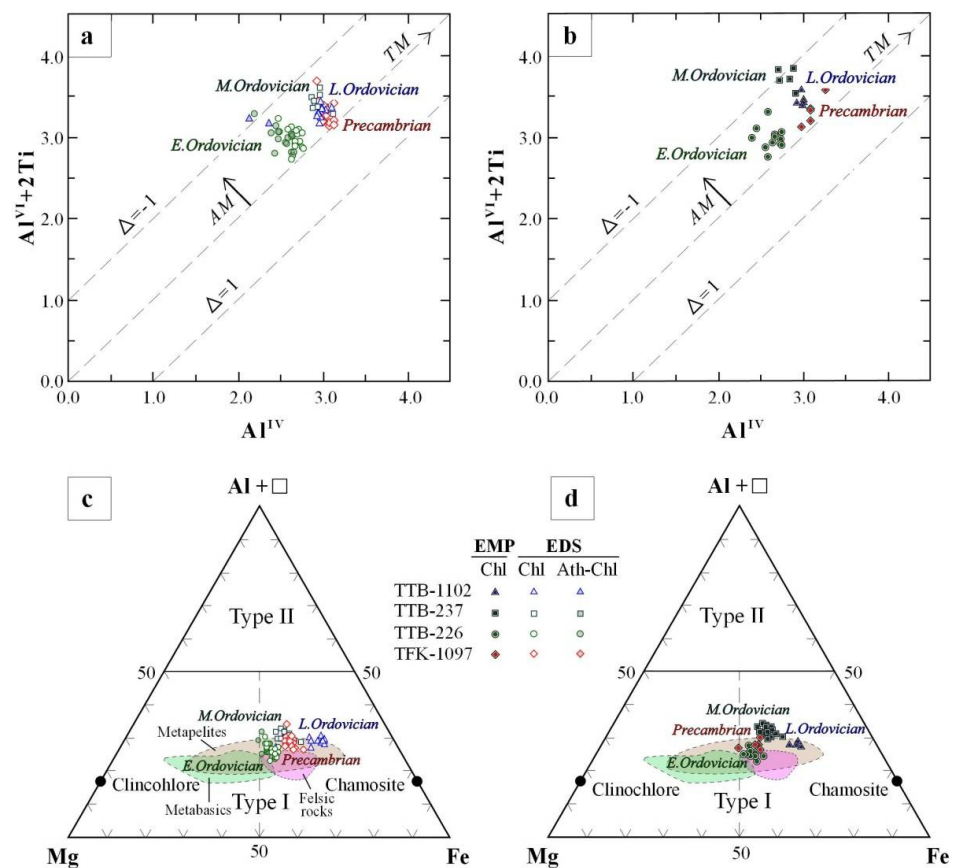 a
4.0
3.0
2.0
1.0
0.0
0.0
1.0
2.0
3.0
4.0
Al^VI+2Ti
Al^IV
TM
M.Ordovician
L.Ordovician
Precambrian
E.Ordovician
Δ=-1
AM
Δ=1
b
4.0
3.0
2.0
1.0
0.0
0.0
1.0
2.0
3.0
4.0
Al^VI+2Ti
Al^IV
TM
M.Ordovician
L.Ordovician
Precambrian
E.Ordovician
Δ=-1
AM
Δ=1
c
Al + □
Type II
50
50
M.Ordovician
L.Ordovician
Metapelites
E.Ordovician
Precambrian
Clincohlore
Chamosite
Metabasics
Type I
Felsic
rocks
Mg
50
Fe
EMP EDS
Chl Chl Ath-Chl
TTB-1102
TTB-237
TTB-226
TFK-1097
d
Al + □
Type II
50
50
M.Ordovician
Precambrian
L.Ordovician
E.Ordovician
Clinochlore
Chamosite
Type I
Mg
50
Fe